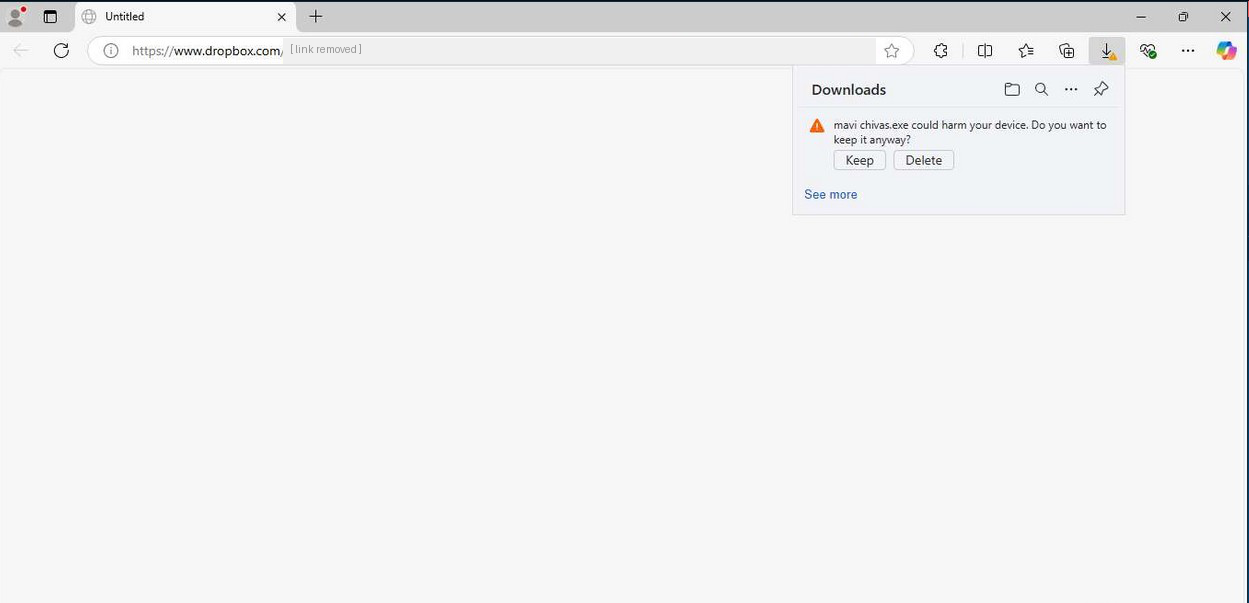 Untitled
https://www.dropbox.com/ [link removed]
Downloads
mavi chivas.exe could harm your device. Do you want to
keep it anyway?
Keep Delete
See more